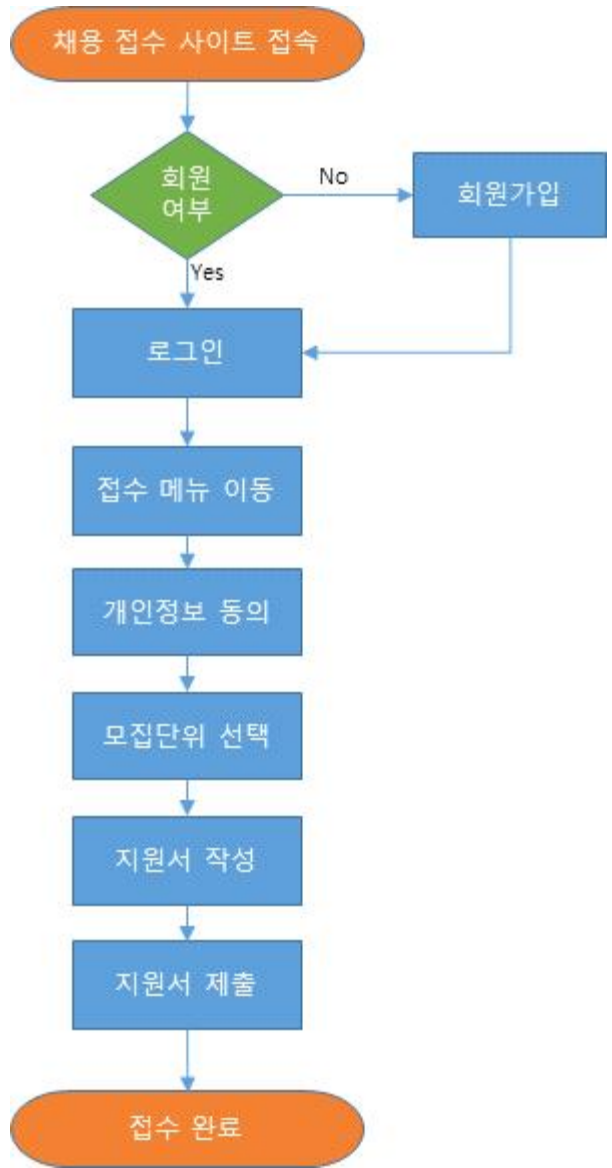 채용 접수 사이트 접속
회원
여부
No
회원가입
Yes
로그인
접수 메뉴 이동
개인정보 동의
모집단위 선택
지원서 작성
지원서 제출
접수 완료